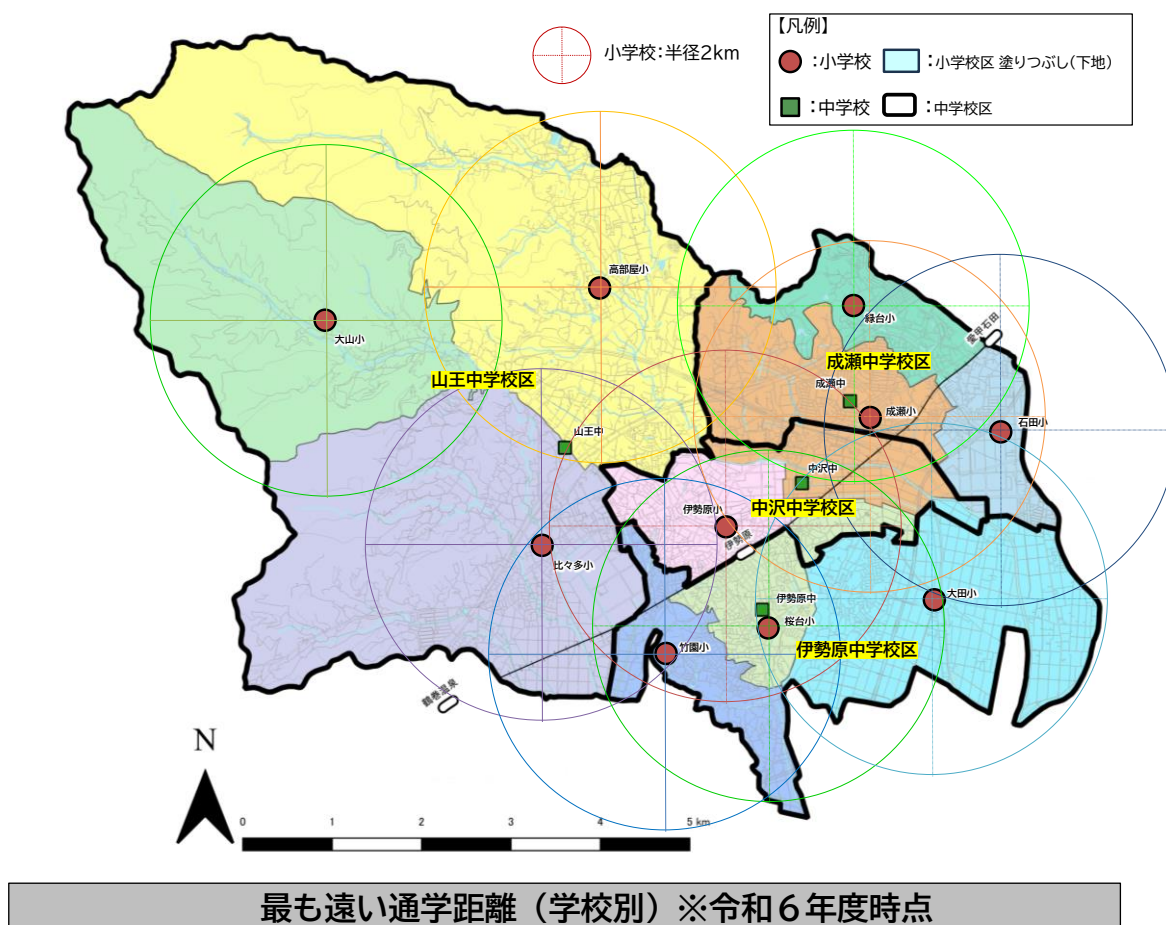 小学校：半径2km
【凡例】
：小学校
：小学校区 塗りつぶし（下地）
：中学校
：中学校区
高部屋小
大山小
緑台小
愛甲石田
成瀬中学校区
山王中学校区
成瀬中
成瀬小
石田小
山王中
中沢中
中沢中学校区
伊勢原小
伊勢原
比々多小
大田小
伊勢原中
桜台小
伊勢原中学校区
竹園小
鶴巻温泉
N
0 1 2 3 4 5 km
最も遠い通学距離（学校別）※令和６年度時点